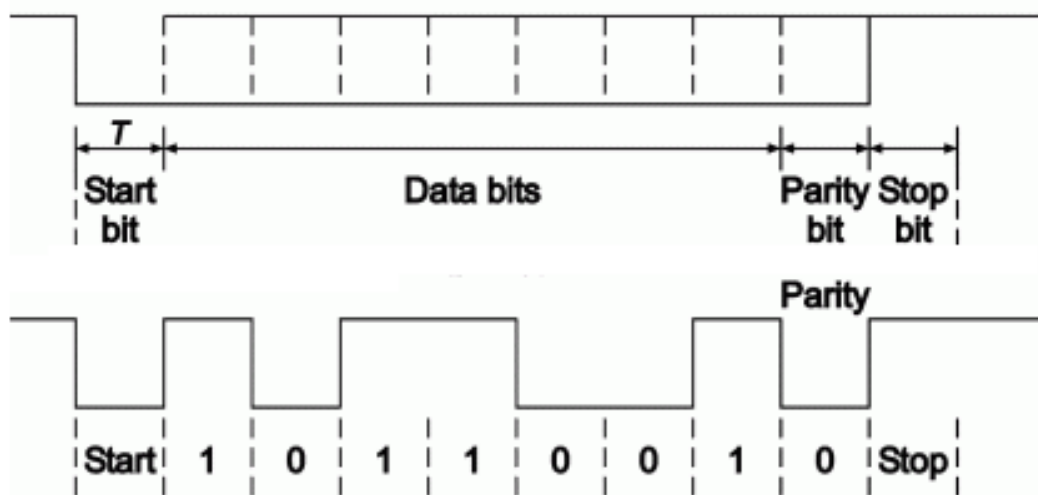 T
Start Data bits Parity Stop
bit bit bit
Parity
Start 1 0 1 1 0 0 1 0 Stop